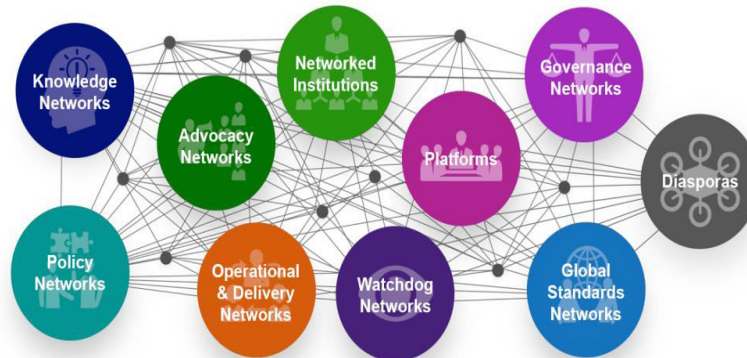 Knowledge
Networks
Advocacy
Networks
Networked
Institutions
Platforms
Governance
Networks
Diasporas
Policy
Networks
Operational
& Delivery
Networks
Watchdog
Networks
Global
Standards
Networks